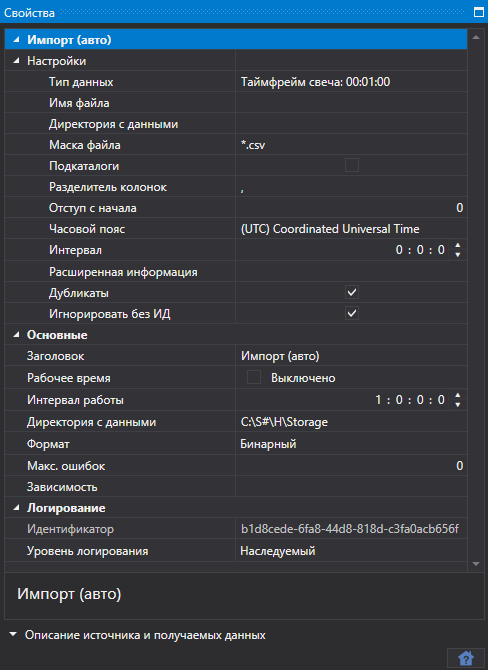 Свойства
Импорт (авто)
Настройки
Тип данных Таймфрейм свеча: 00:01:00
Имя файла
Директория с данными
Маска файла *.csv
Подкаталоги
Разделитель колонок ,
Отступ с начала 0
Часовой пояс (UTC) Coordinated Universal Time
Интервал 0 : 0 : 0
Расширенная информация
Дубликаты
Игнорировать без ИД
Основные
Заголовок Импорт (авто)
Рабочее время Выключено
Интервал работы 1 : 0 : 0 : 0
Директория с данными C:\S#\H\Storage
Формат Бинарный
Макс. ошибок 0
Зависимость
Логирование
Идентификатор b1d8cede-6fa8-44d8-818d-c3fa0acb656f
Уровень логирования Наследуемый
Импорт (авто)
Описание источника и получаемых данных